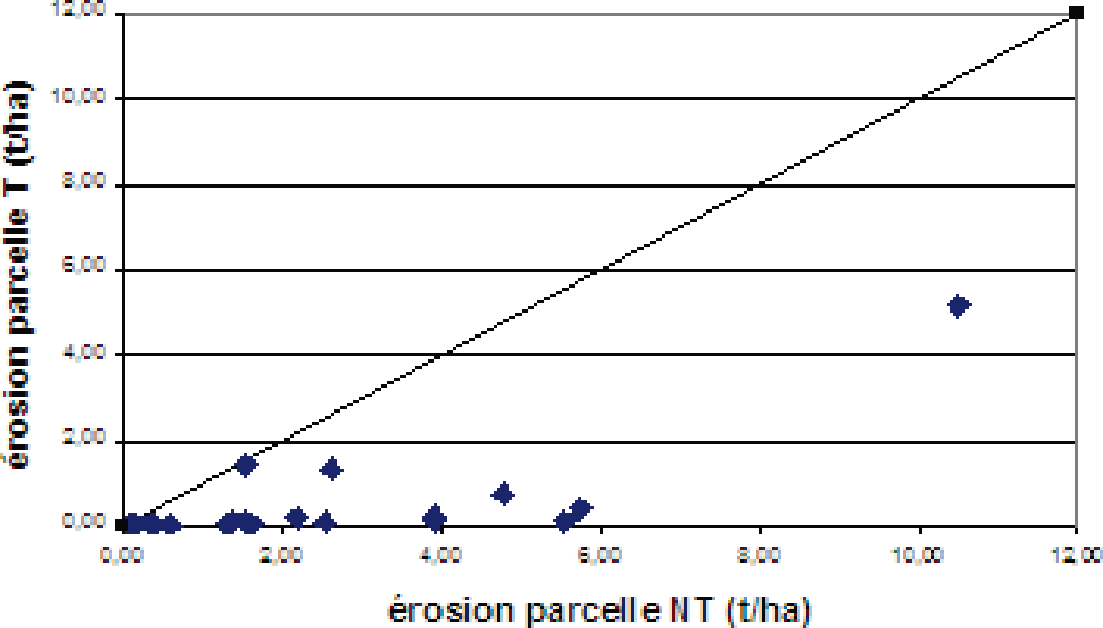 érosion parcelle T (t/ha)
12,00
10,00
8,00
6,00
4,00
2,00
0,00
0,00 2,00 4,00 6,00 8,00 10,00 12,00
érosion parcelle NT (t/ha)